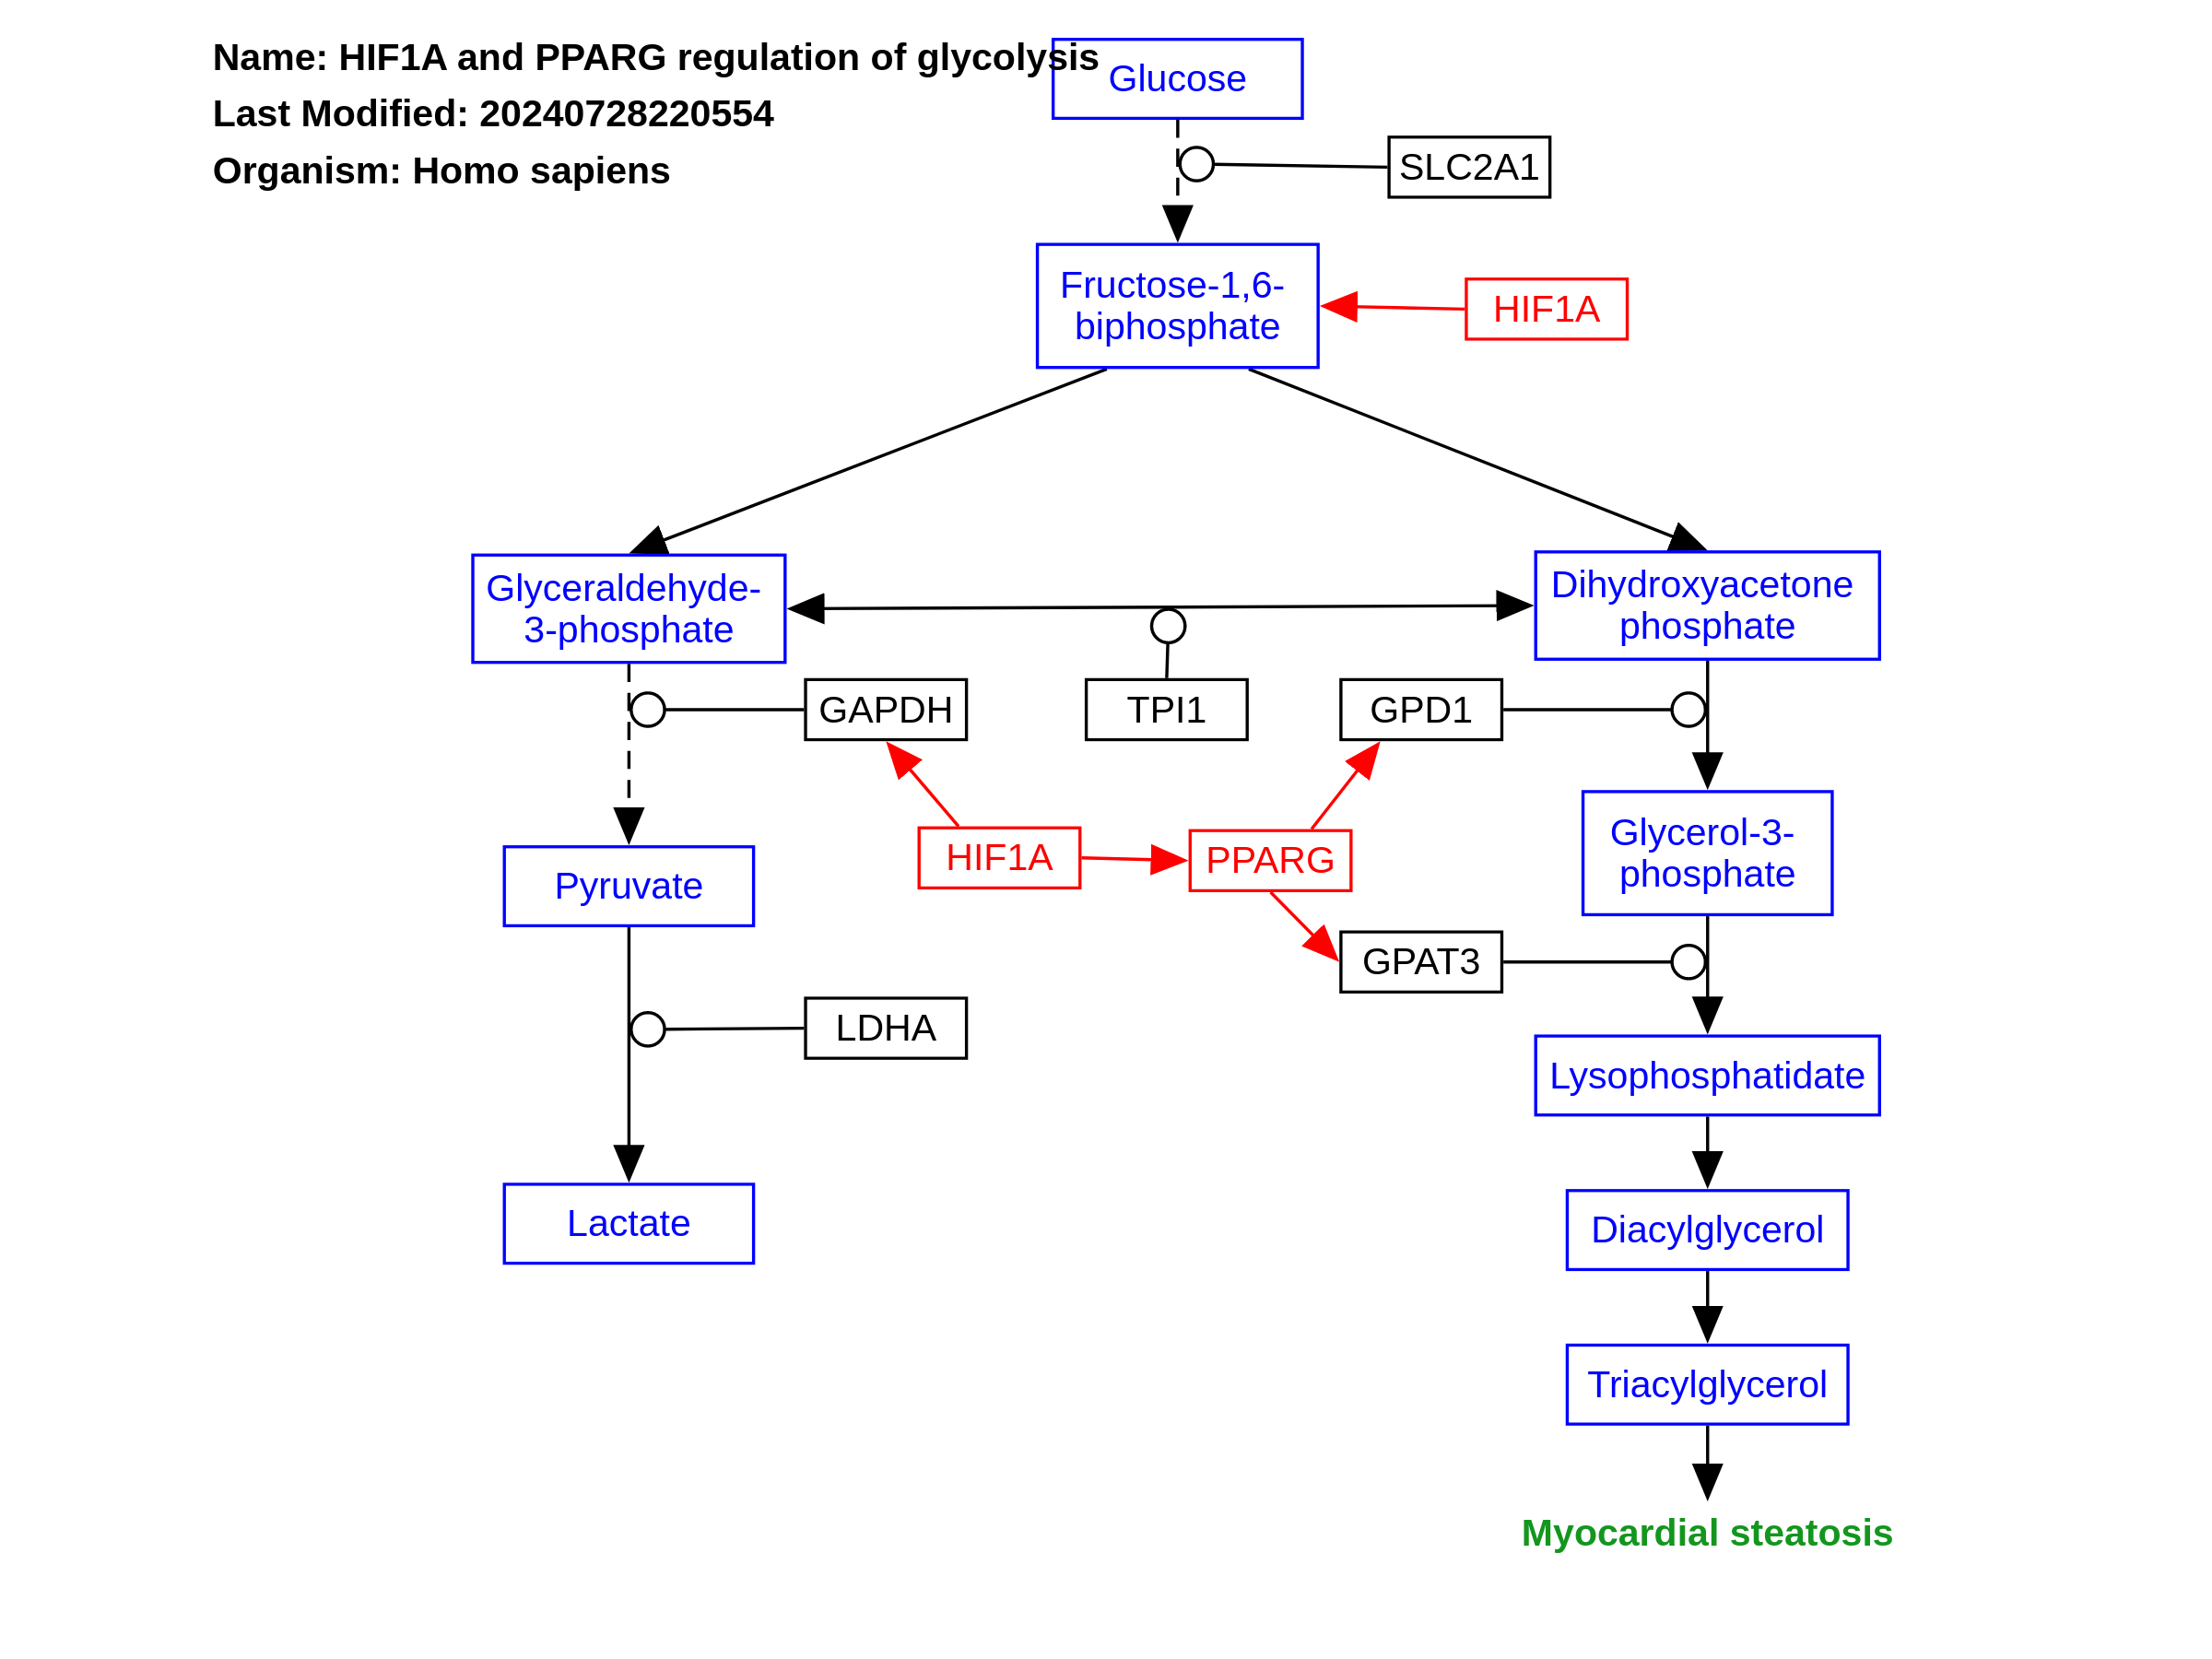 Name: HIF1A and PPARG regulation of glycolysis
Last Modified: 20240728220554
Organism: Homo sapiens
Glucose
SLC2A1
Fructose-1,6-
biphosphate
HIF1A
Glyceraldehyde-
3-phosphate
Dihydroxyacetone
phosphate
GAPDH
TPI1
GPD1
HIF1A
PPARG
Glycerol-3-
phosphate
Pyruvate
GPAT3
LDHA
Lysophosphatidate
Lactate
Diacylglycerol
Triacylglycerol
Myocardial steatosis